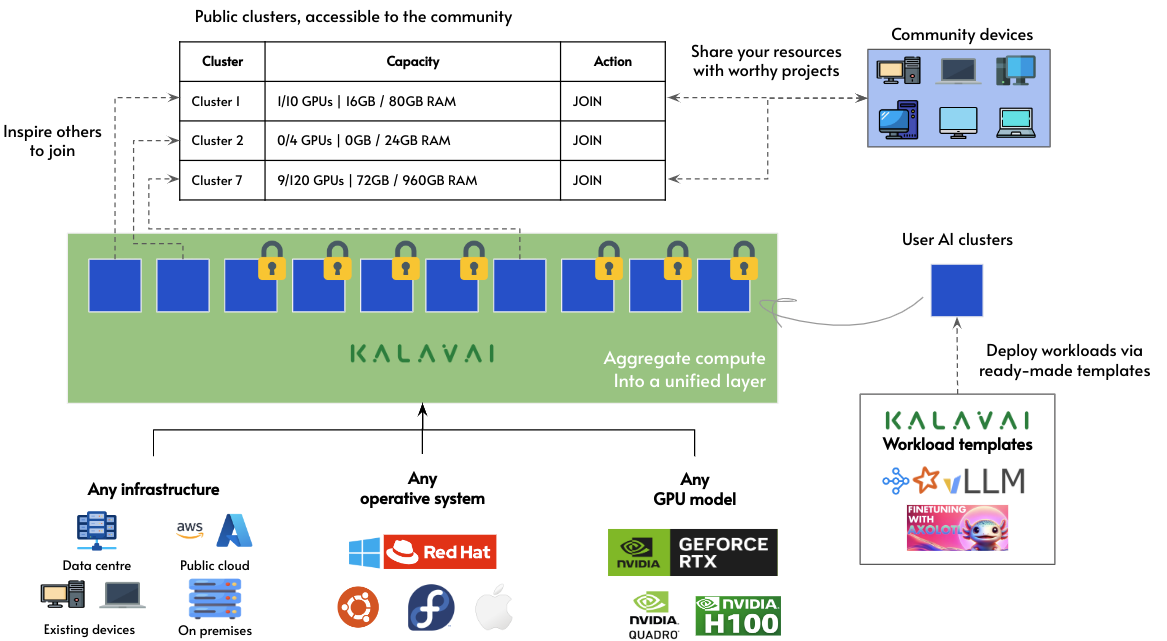 Public clusters, accessible to the community
Cluster Capacity Action
Cluster 1 1/10 GPUs | 16GB / 80GB RAM JOIN
Cluster 2 0/4 GPUs | 0GB / 24GB RAM JOIN
Cluster 7 9/120 GPUs | 72GB / 960GB RAM JOIN
Inspire others
to join
Share your resources
with worthy projects
Community devices
User AI clusters
KALAVAI
Aggregate compute
Into a unified layer
Deploy workloads via
ready-made templates
KALAVAI
Workload templates
vLLM
FINETUNING
WITH
AXOLOTL
Any infrastructure
Data centre
aws
Public cloud
Existing devices
On premises
Any
operative system
Red Hat
Any
GPU model
NVIDIA
GEFORCE
RTX
NVIDIA.
QUADRO
NVIDIA.
H100